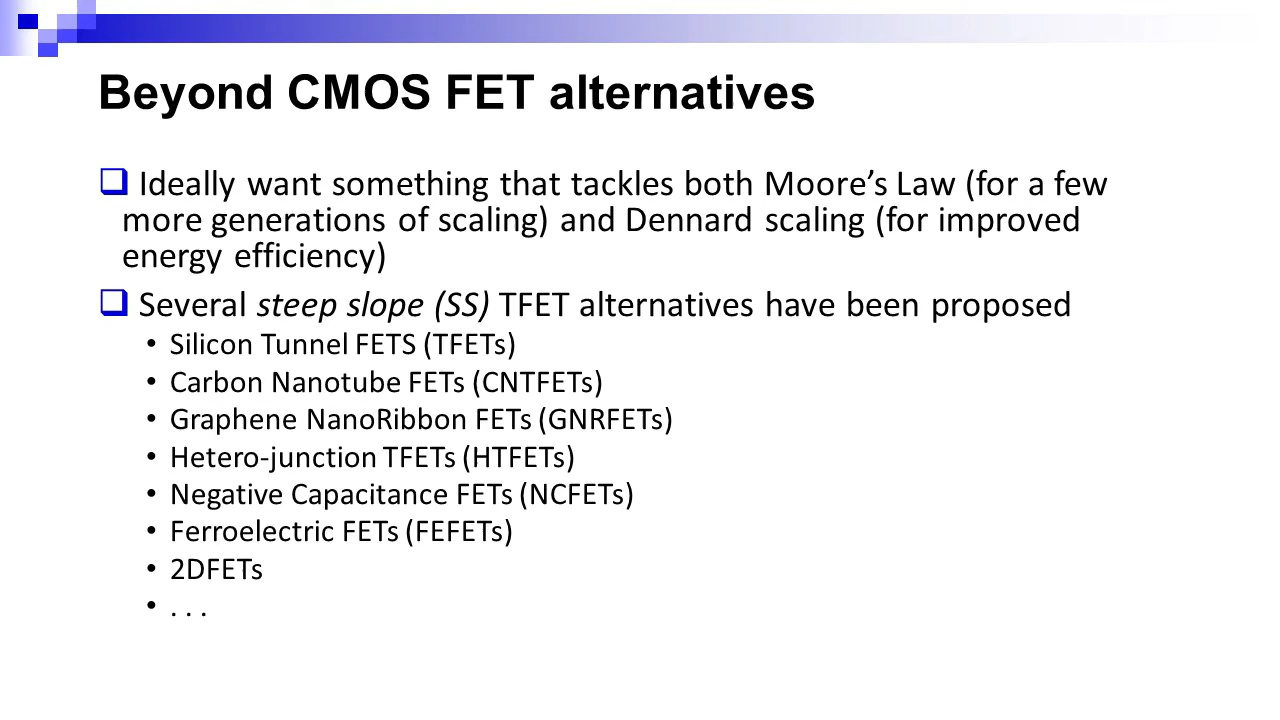 Beyond CMOS FET alternatives
❑ Ideally want something that tackles both Moore’s Law (for a few
more generations of scaling) and Dennard scaling (for improved
energy efficiency)
❑ Several steep slope (SS) TFET alternatives have been proposed
• Silicon Tunnel FETS (TFETs)
• Carbon Nanotube FETs (CNTFETs)
• Graphene NanoRibbon FETs (GNRFETs)
• Hetero-junction TFETs (HTFETs)
• Negative Capacitance FETs (NCFETs)
• Ferroelectric FETs (FEFETs)
• 2DFETs
• . . .